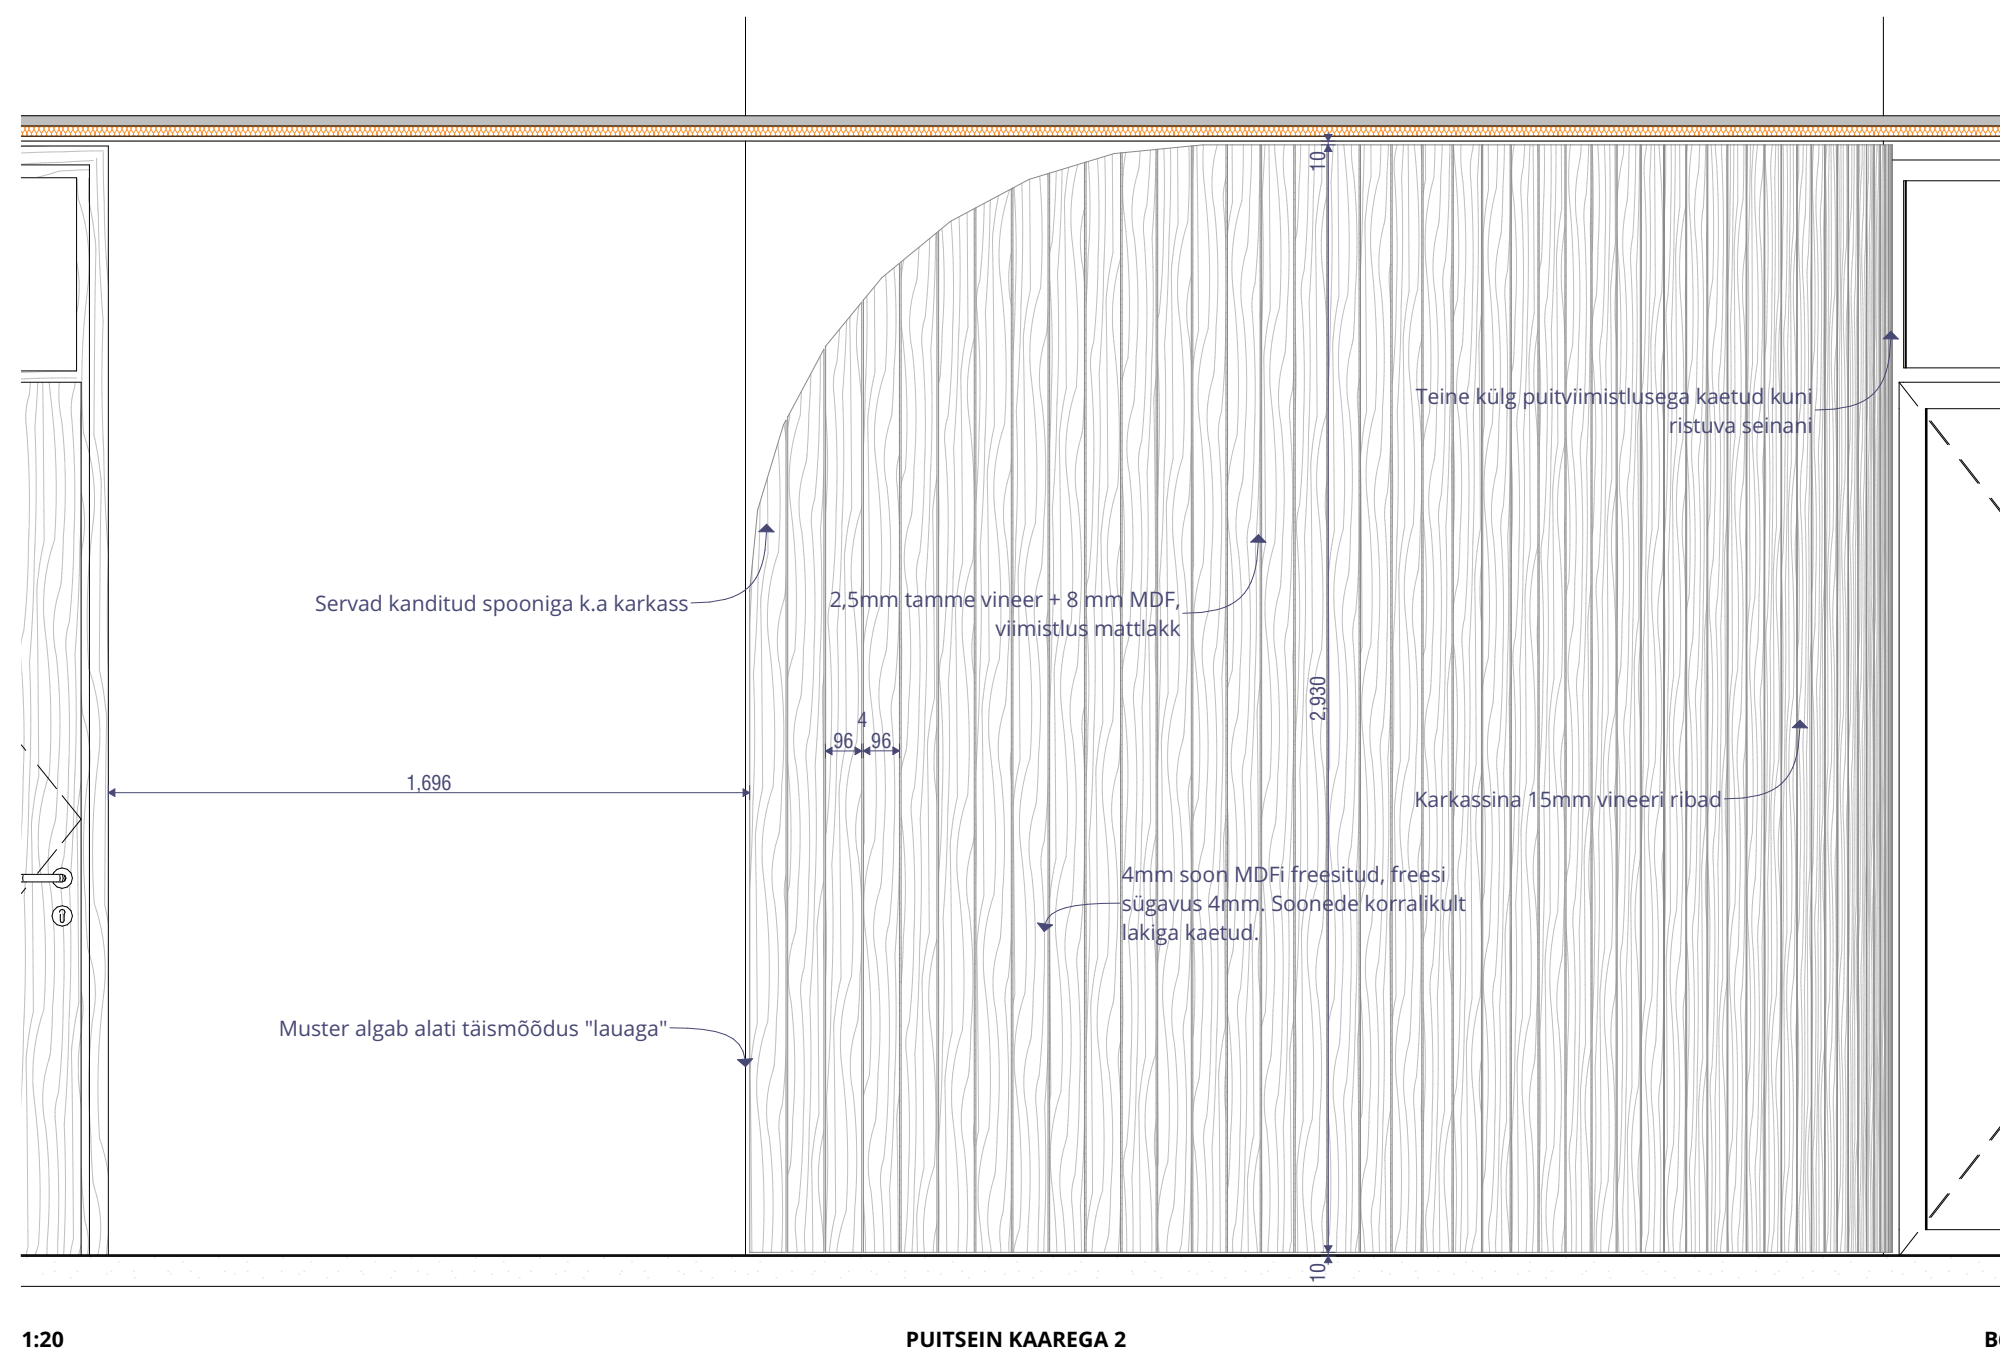 10
Teine külg puitviimistlusega kaetud kuni
ristuva seinani
Servad kanditud spooniga k.a karkass
2,5mm tamme vineer + 8 mm MDF,
viimistlus mattlakk
2,930
4
96 96
1,696
Karkassina 15mm vineeri ribad
4mm soon MDFi freesitud, freesi
sügavus 4mm. Soonede korralikult
lakiga kaetud.
Muster algab alati täismõõdus "lauaga"
10
1:20
PUITSEIN KAAREGA 2